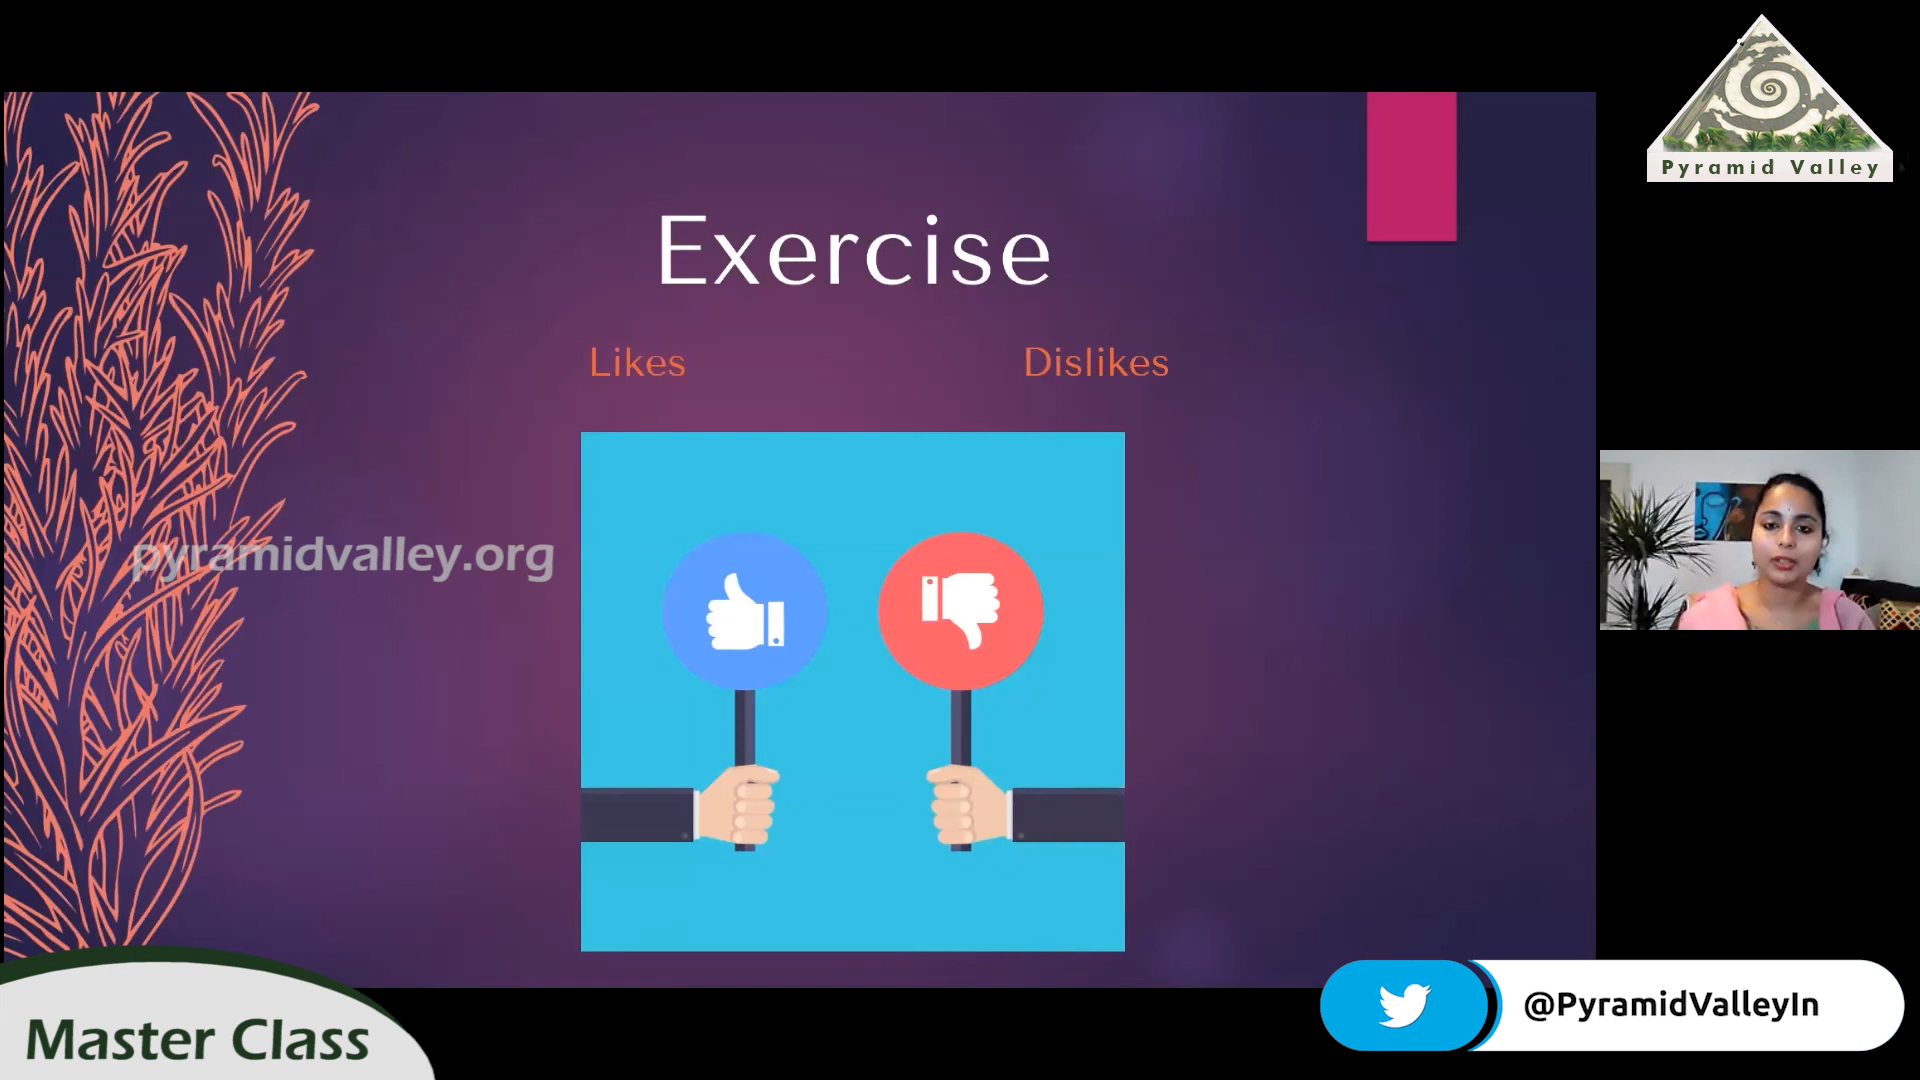 Pyramid Valley
Exercise
Likes
Dislikes
pyramidvalley.org
Master Class
@PyramidValleyIn